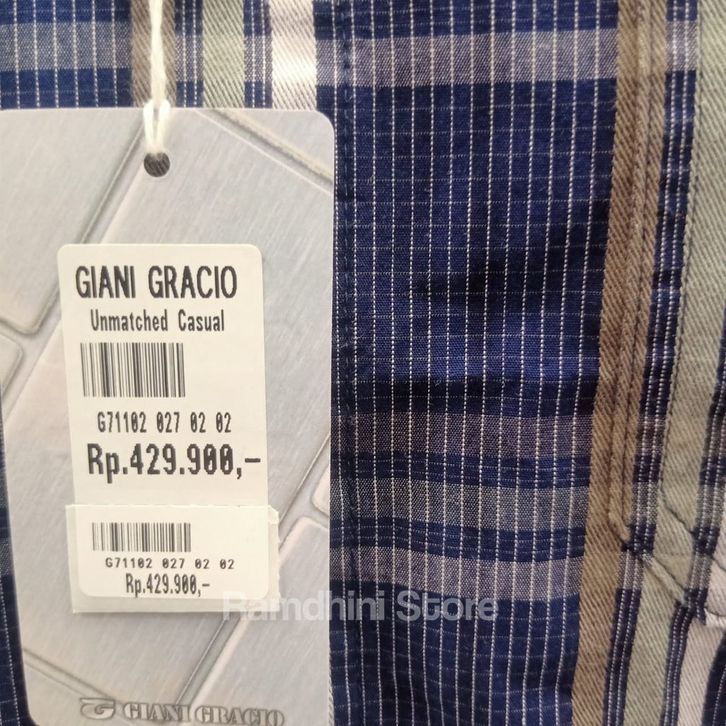 GIANI GRACIO
Unmatched Casual
G71102 027 02 02
Rp.429.900,-
G71102 027 02 02
Rp.429.900,-
Ramdhini Store
GIANI GRACIO